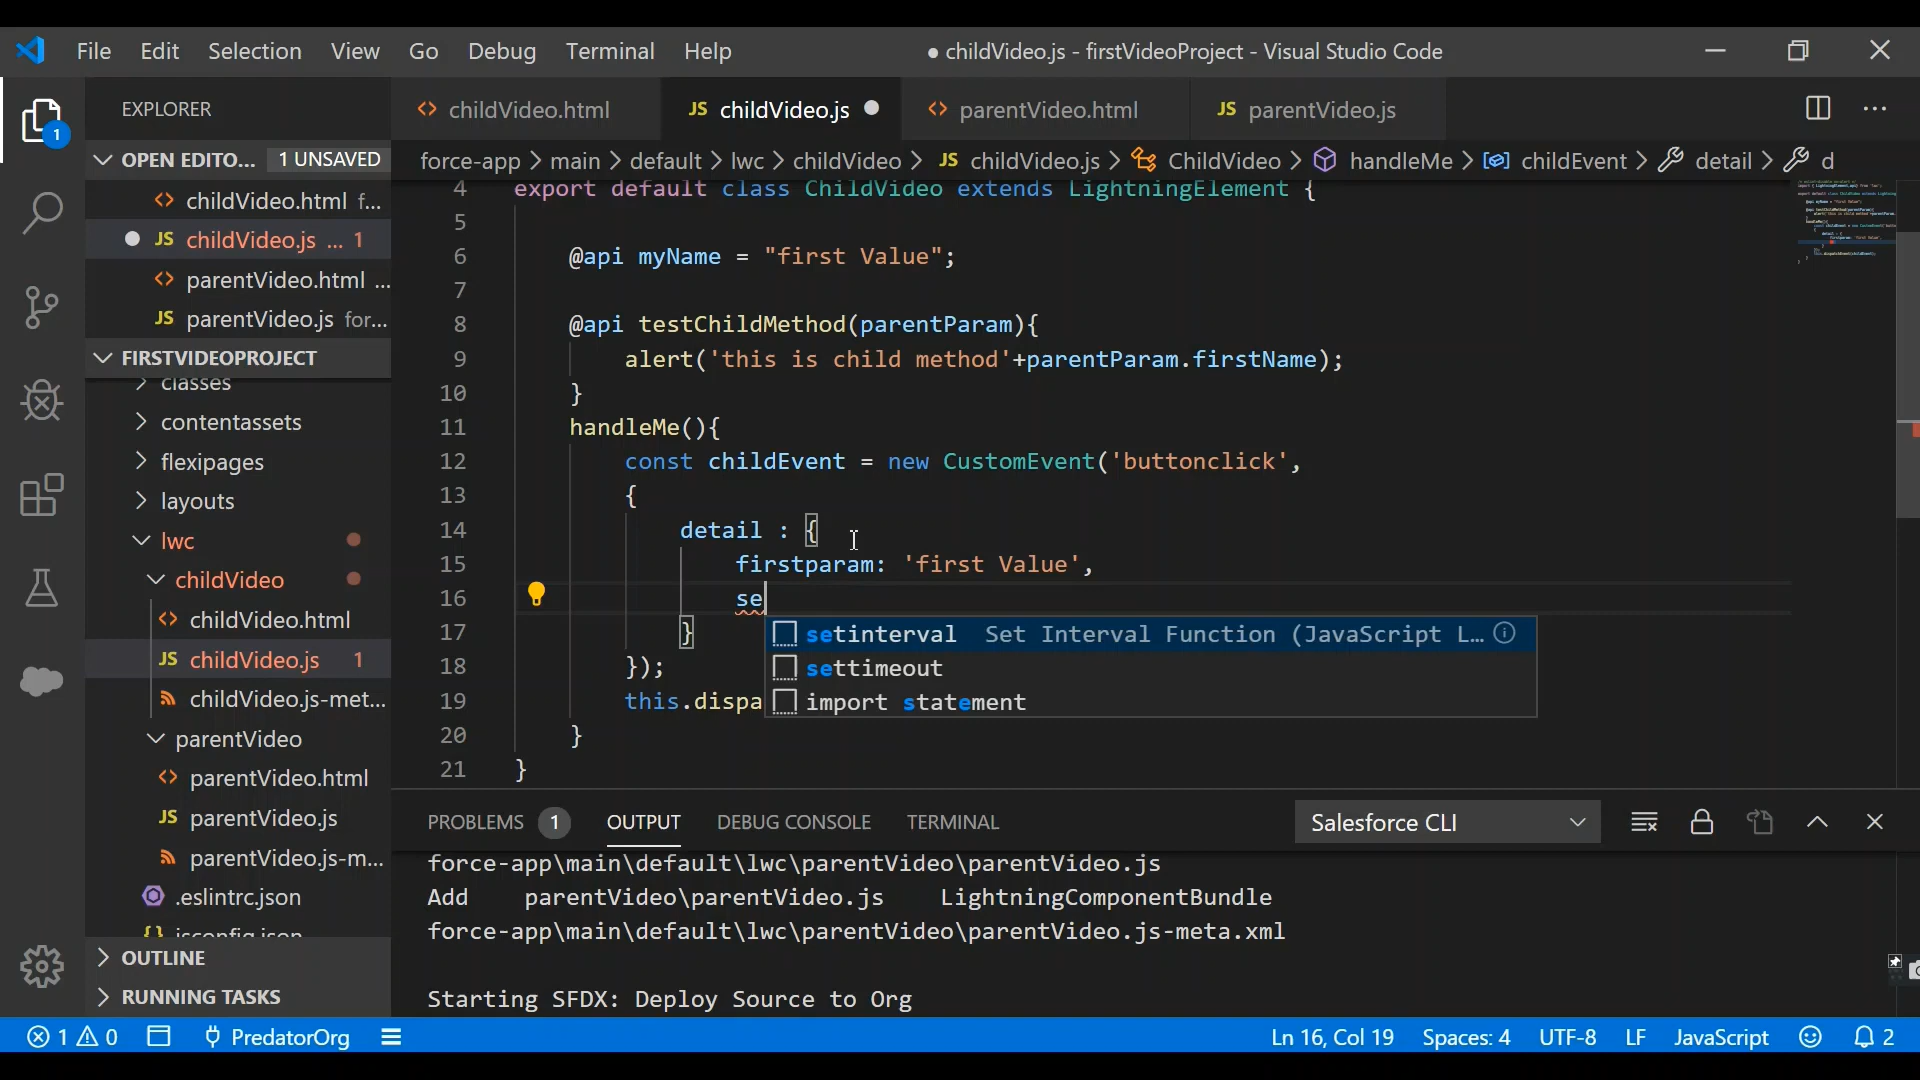 File Edit Selection View Go Debug Terminal Help
● childVideo.js - firstVideoProject - Visual Studio Code
EXPLORER
childVideo.html
JS childVideo.js
parentVideo.html
JS parentVideo.js
OPEN EDITO... 1 UNSAVED
force-app > main > default > lwc > childVideo > JS childVideo.js > ChildVideo > handleMe > childEvent > detail > d
childVideo.html f...
JS childVideo.js ... 1
parentVideo.html ...
JS parentVideo.js for...
FIRSTVIDEOPROJECT
classes
contentassets
flexipages
layouts
lwc
childVideo
childVideo.html
JS childVideo.js 1
childVideo.js-met...
parentVideo
parentVideo.html
JS parentVideo.js
parentVideo.js-m...
.eslintrc.json
{} jsconfig.json
OUTLINE
RUNNING TASKS
1
4 export default class ChildVideo extends LightningElement {
5
6 @api myName = "first Value";
7
8 @api testChildMethod(parentParam){
9 alert('this is child method'+parentParam.firstName);
10 }
11 handleMe(){
12 const childEvent = new CustomEvent('buttonclick',
13 {
14 detail : {
15 firstparam: 'first Value',
16 se
17 }
18 });
19 this.dispa
20 }
21 }
setinterval Set Interval Function (JavaScript L...
settimeout
import statement
PROBLEMS 1 OUTPUT DEBUG CONSOLE TERMINAL
Salesforce CLI
force-app\main\default\lwc\parentVideo\parentVideo.js
Add parentVideo\parentVideo.js LightningComponentBundle
force-app\main\default\lwc\parentVideo\parentVideo.js-meta.xml
Starting SFDX: Deploy Source to Org
1 0 PredatorOrg
Ln 16, Col 19 Spaces: 4 UTF-8 LF JavaScript 2